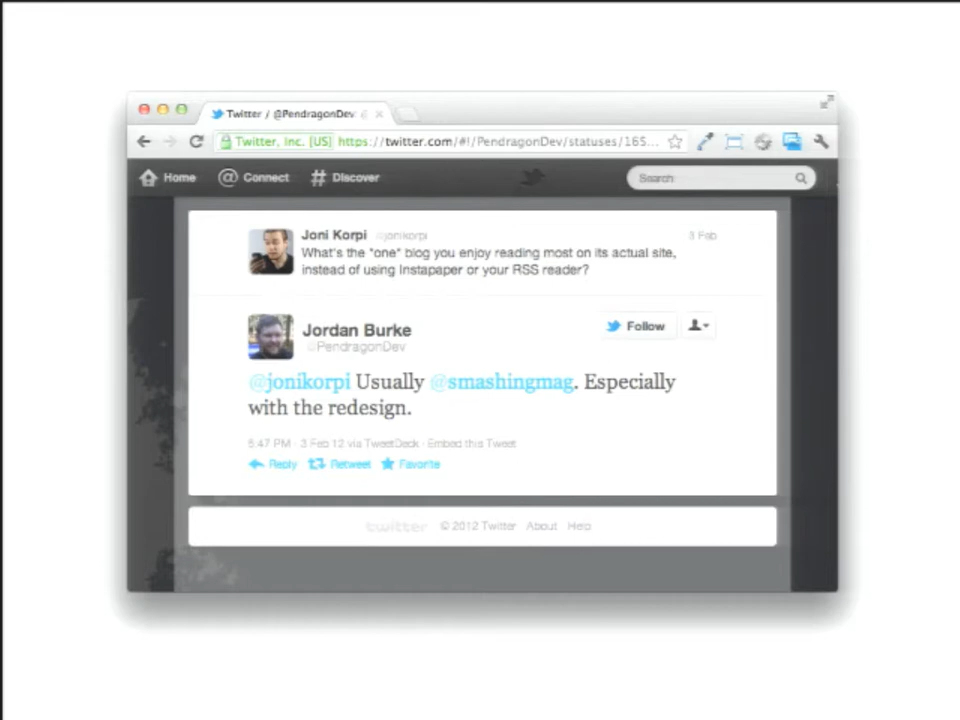 Twitter / @PendragonDev:
Twitter, Inc. [US] https://twitter.com/#!/PendragonDev/statuses/165...
Home @ Connect # Discover Search
Joni Korpi @jonikorpi 3 Feb
What's the "one" blog you enjoy reading most on its actual site,
instead of using Instapaper or your RSS reader?
Jordan Burke Follow
@PendragonDev
@jonikorpi Usually @smashingmag. Especially
with the redesign.
5:47 PM · 3 Feb 12 via TweetDeck · Embed this Tweet
Reply Retweet Favorite
twitter © 2012 Twitter About Help